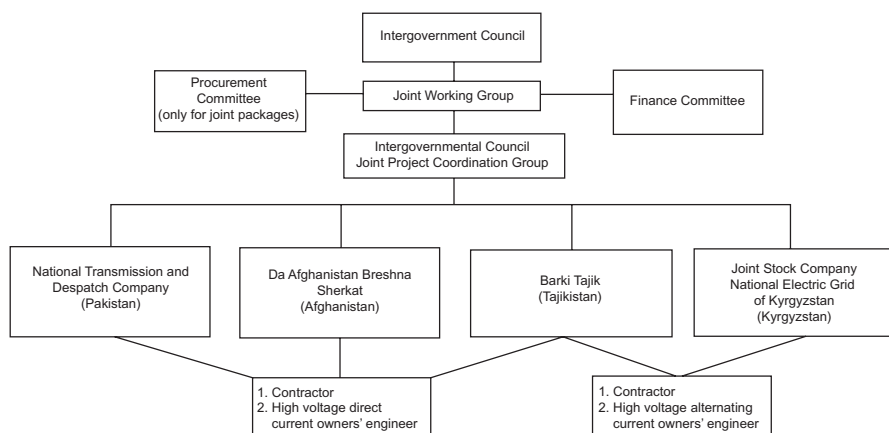 Intergovernment Council
Procurement
Committee
(only for joint packages)
Joint Working Group
Finance Committee
Intergovernmental Council
Joint Project Coordination Group
National Transmission and
Despatch Company
(Pakistan)
Da Afghanistan Breshna
Sherkat
(Afghanistan)
Barki Tajik
(Tajikistan)
Joint Stock Company
National Electric Grid
of Kyrgyzstan
(Kyrgyzstan)
1. Contractor
2. High voltage direct
current owners' engineer
1. Contractor
2. High voltage alternating
current owners' engineer